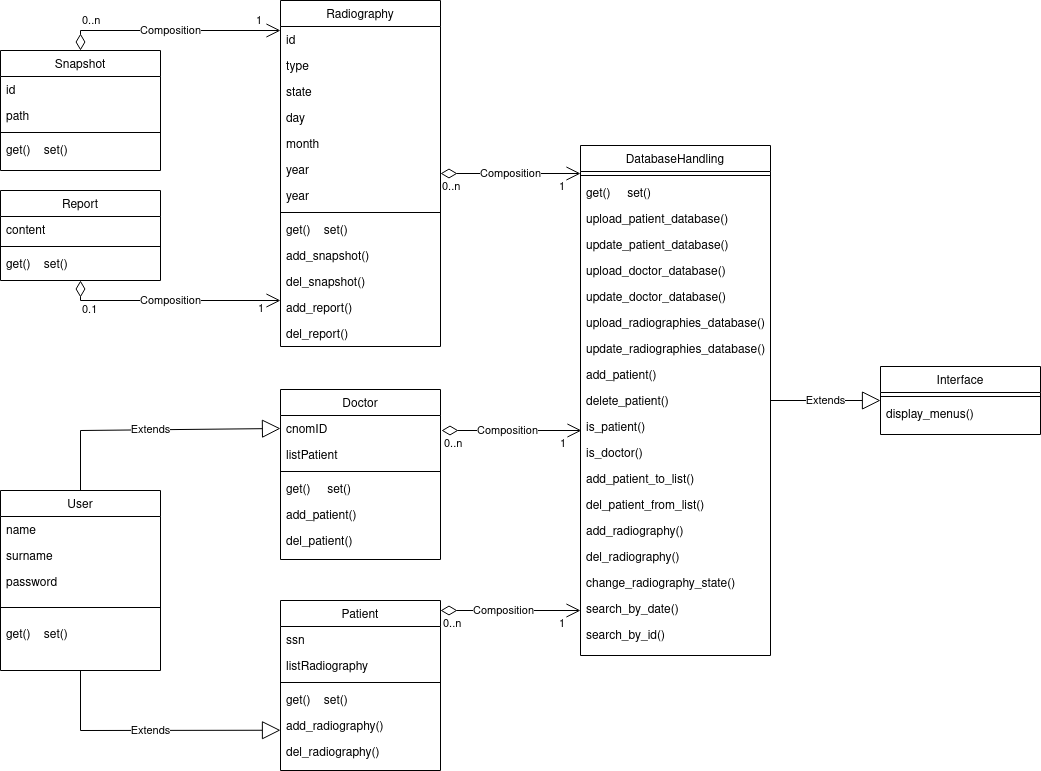 0..n
Composition
1
Snapshot
id
path
get() set()
Report
content
get() set()
0.1
Composition
1
Radiography
id
type
state
day
month
year
year
get() set()
add_snapshot()
del_snapshot()
add_report()
del_report()
0..n
Composition
1
DatabaseHandling
get() set()
upload_patient_database()
update_patient_database()
upload_doctor_database()
update_doctor_database()
upload_radiographies_database()
update_radiographies_database()
add_patient()
delete_patient()
is_patient()
is_doctor()
add_patient_to_list()
del_patient_from_list()
add_radiography()
del_radiography()
change_radiography_state()
search_by_date()
search_by_id()
Extends
Interface
display_menus()
Extends
Doctor
cnomID
listPatient
get() set()
add_patient()
del_patient()
0..n
Composition
1
User
name
surname
password
get() set()
Extends
Patient
ssn
listRadiography
get() set()
add_radiography()
del_radiography()
0..n
Composition
1